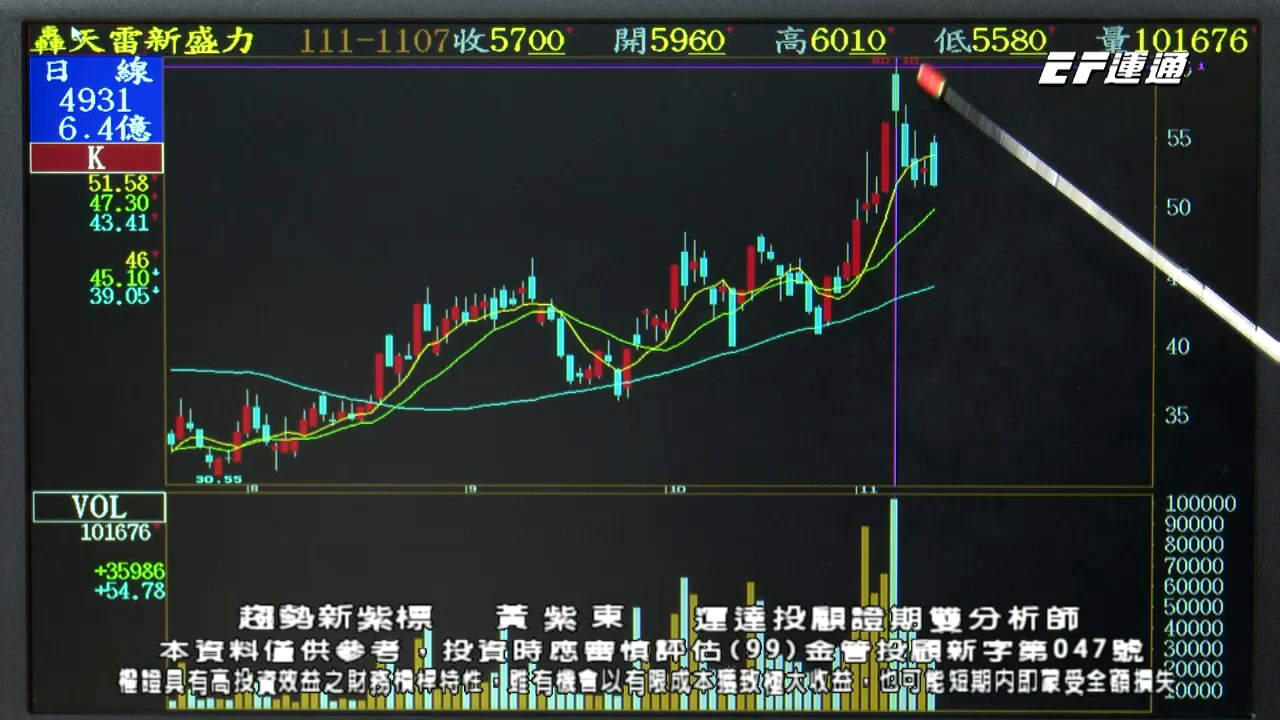 轟天雷新盛力 111-1107收5700 開5960 高6010 低5580 量101676
EF運通
日 線
4931
6.4億
K
51.58
47.30
43.41
46
45.10
39.05
55
50
40
35
30.55
8 9 10 11
VOL
101676
+35986
+54.78
100000
90000
80000
70000
60000
50000
40000
30000
20000
10000
趨勢新紫標 黃紫東 運達投顧證期雙分析師
本資料僅供參考，投資時應審慎評估(99)金管投顧新字第047號
權證具有高投資效益之財務槓桿特性，雖有機會以有限成本獲致極大收益，也可能短期內即蒙受全額損失